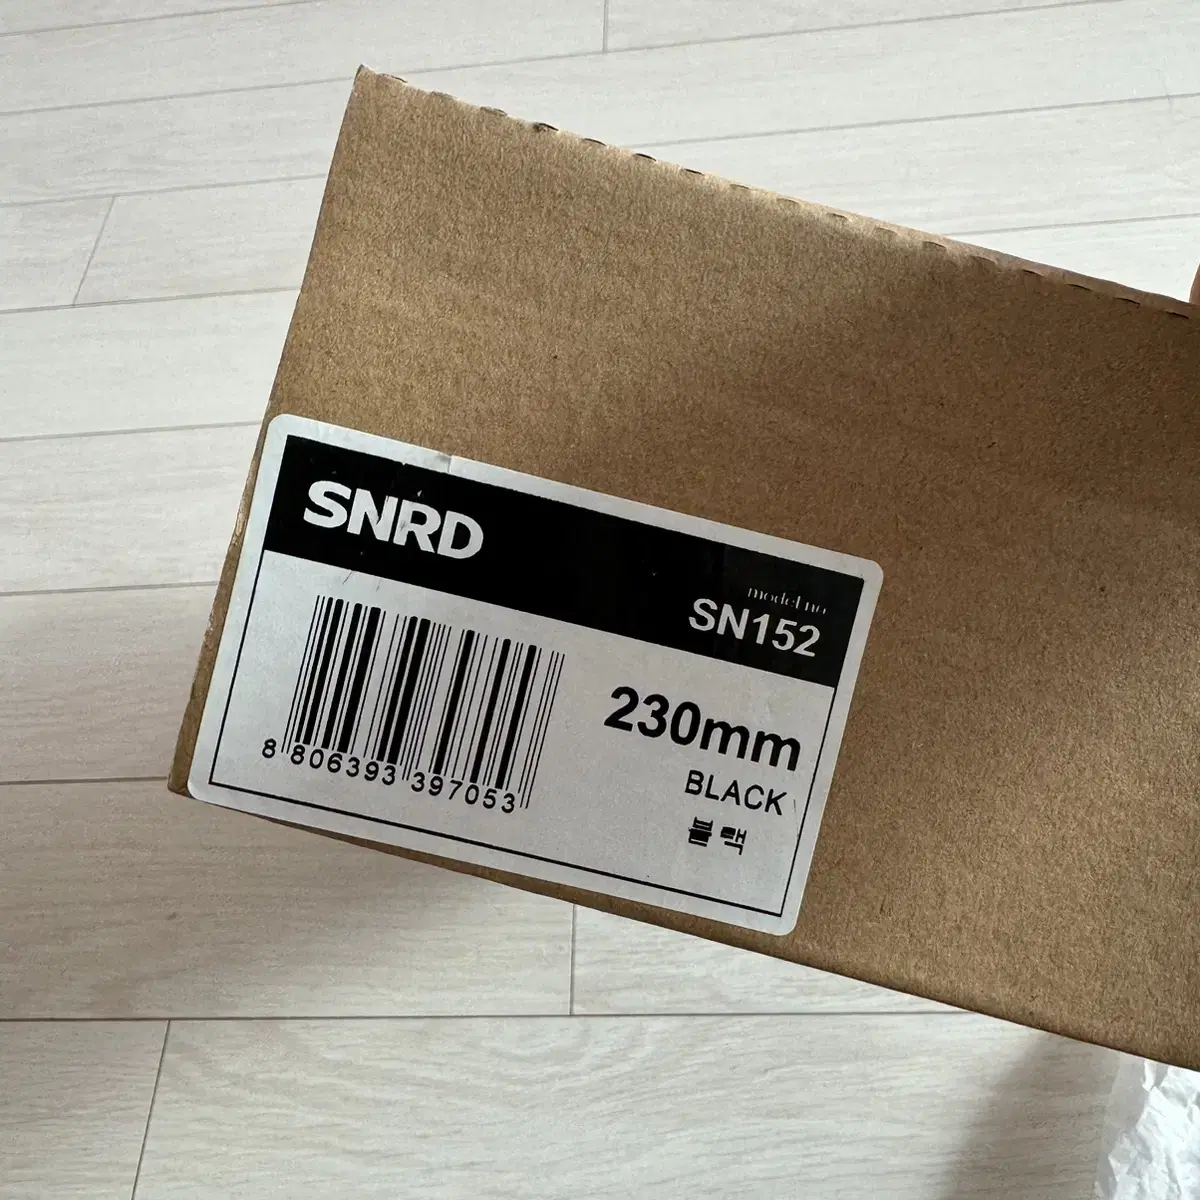 SNRD
model no
SN152
230mm
BLACK
블랙
8 806393 397053